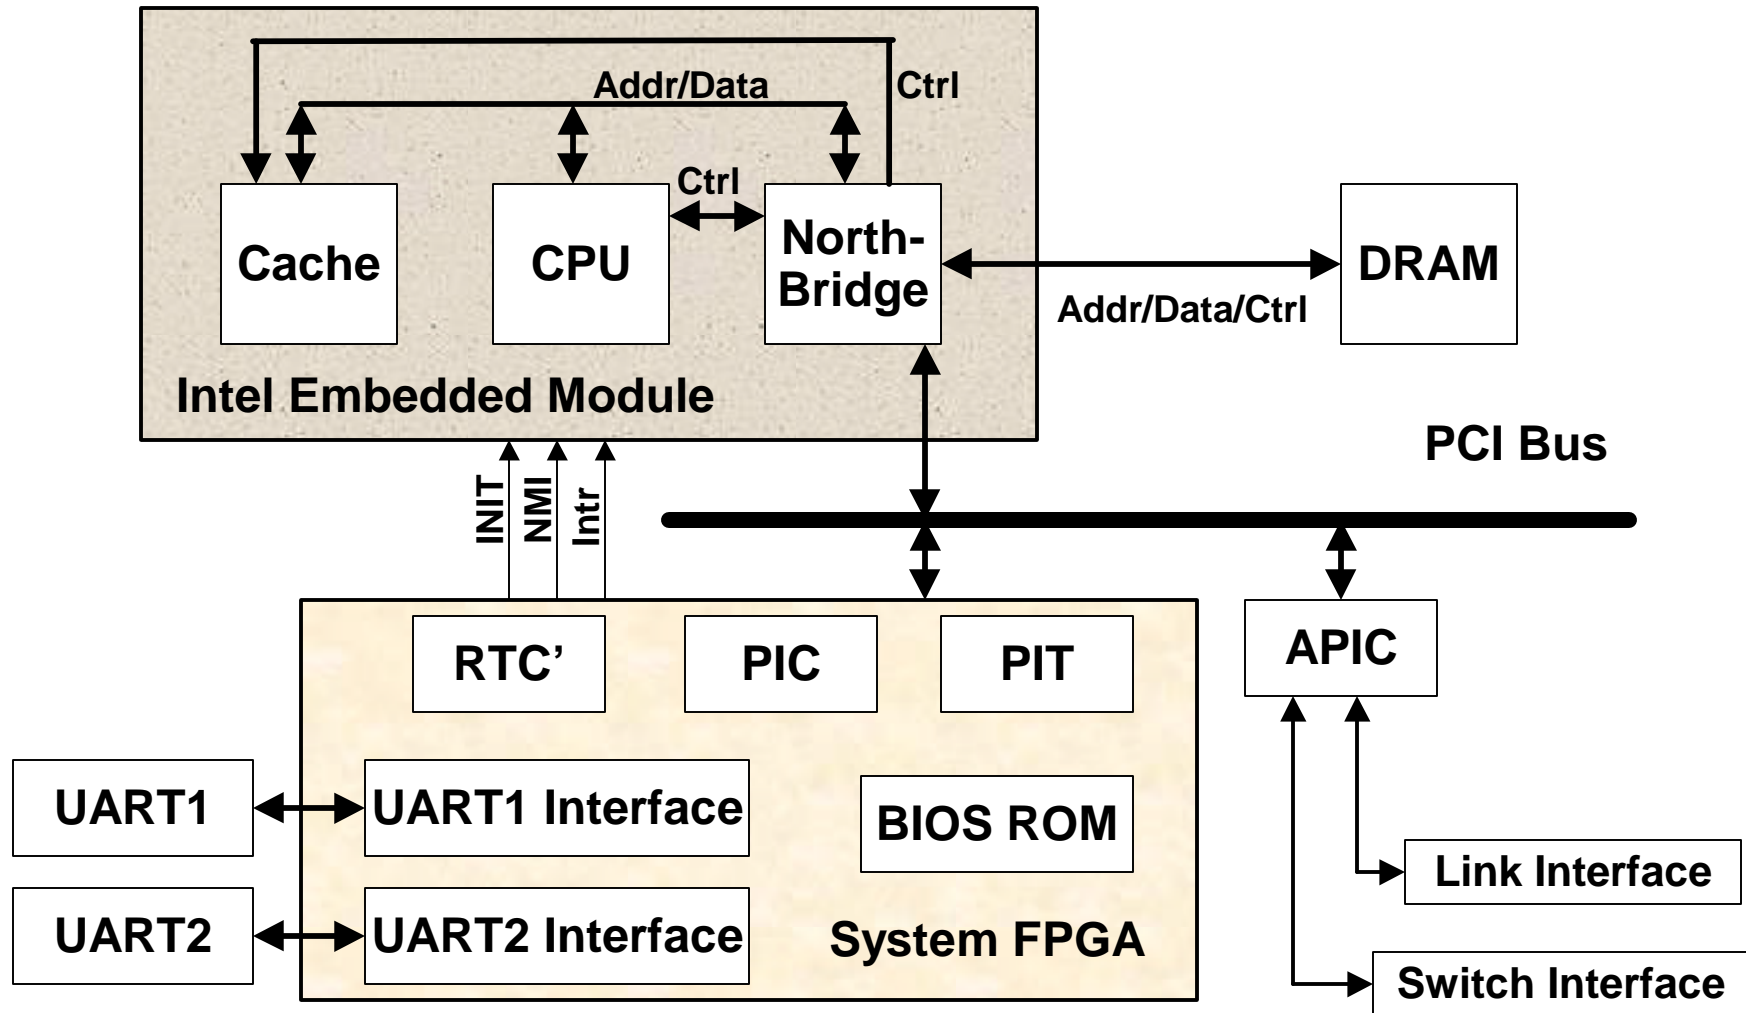 Addr/Data
Ctrl
Ctrl
Cache
CPU
North-
Bridge
DRAM
Addr/Data/Ctrl
Intel Embedded Module
PCI Bus
INIT
NMI
Intr
RTC’
PIC
PIT
APIC
UART1
UART1 Interface
BIOS ROM
Link Interface
UART2
UART2 Interface
System FPGA
Switch Interface